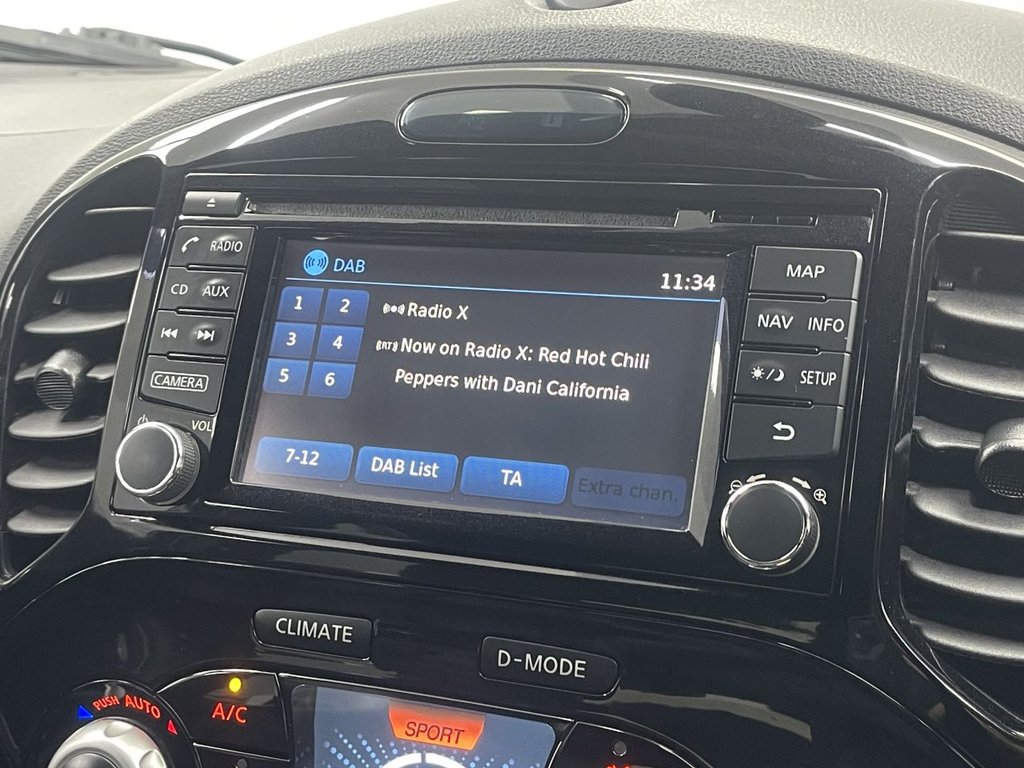 RADIO
CD AUX
CAMERA
VOL
DAB
11:34
1 2
3 4
5 6
Radio X
(RT) Now on Radio X: Red Hot Chili
Peppers with Dani California
7-12
DAB List
TA
Extra chan.
MAP
NAV INFO
SETUP
CLIMATE
D-MODE
PUSH AUTO
A/C
SPORT